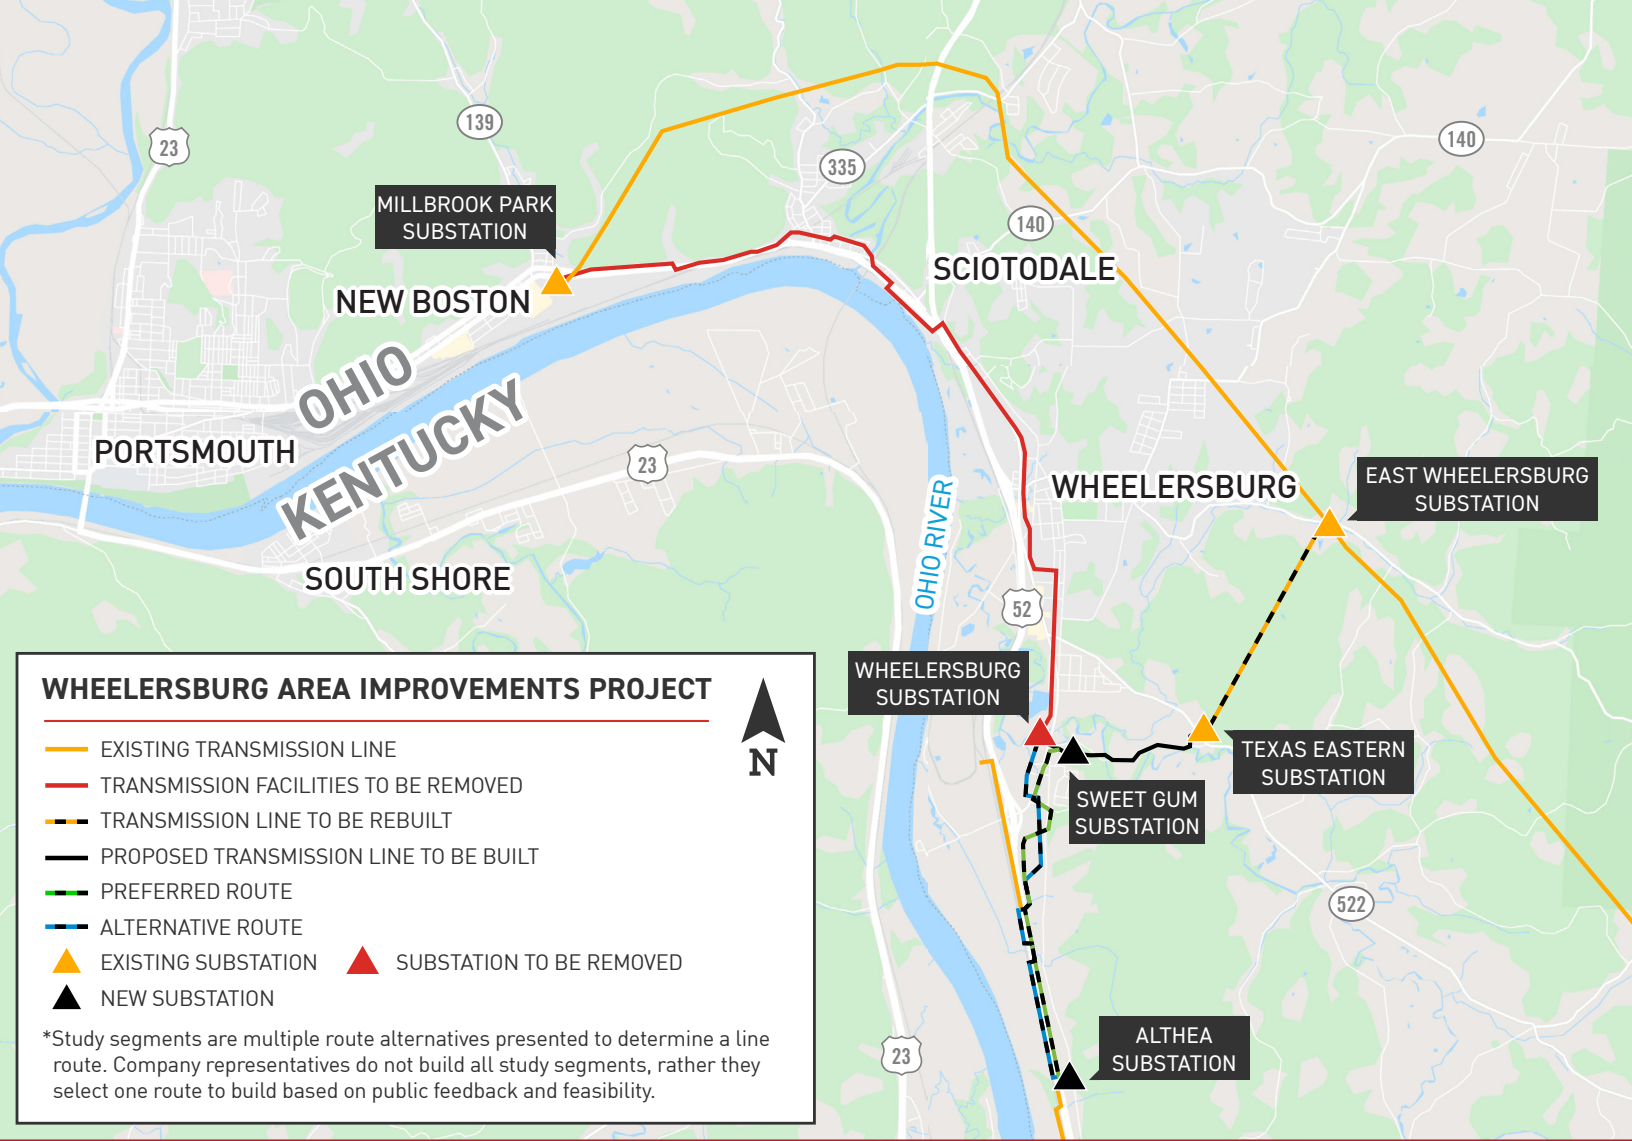 139
23
140
335
MILLBROOK PARK
SUBSTATION
140
SCIOTODALE
NEW BOSTON
OHIO
KENTUCKY
PORTSMOUTH
23
WHEELERSBURG
EAST WHEELERSBURG
SUBSTATION
OHIO RIVER
SOUTH SHORE
52
WHEELERSBURG
SUBSTATION
TEXAS EASTERN
SUBSTATION
SWEET GUM
SUBSTATION
522
23
ALTHEA
SUBSTATION
WHEELERSBURG AREA IMPROVEMENTS PROJECT
N
EXISTING TRANSMISSION LINE
TRANSMISSION FACILITIES TO BE REMOVED
TRANSMISSION LINE TO BE REBUILT
PROPOSED TRANSMISSION LINE TO BE BUILT
PREFERRED ROUTE
ALTERNATIVE ROUTE
EXISTING SUBSTATION
SUBSTATION TO BE REMOVED
NEW SUBSTATION
*Study segments are multiple route alternatives presented to determine a line
route. Company representatives do not build all study segments, rather they
select one route to build based on public feedback and feasibility.